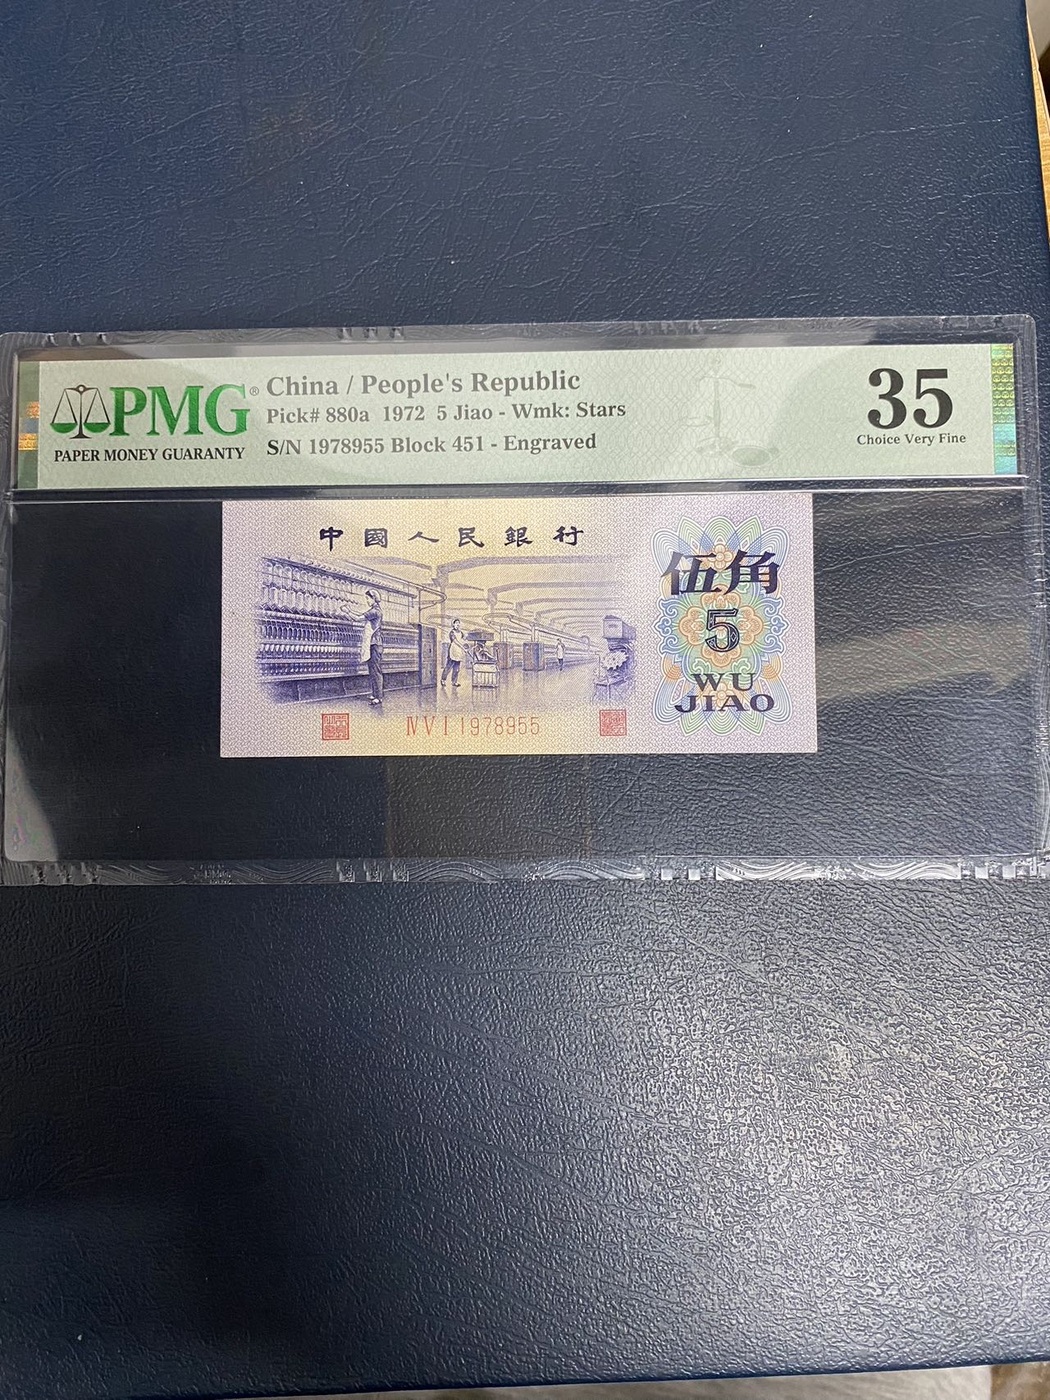 PMG®
PAPER MONEY GUARANTY
China / People's Republic
Pick# 880a 1972 5 Jiao - Wmk: Stars
S/N 1978955 Block 451 - Engraved
35
Choice Very Fine
中國人民銀行
伍角
5
WU
JIAO
IV V I 1978955